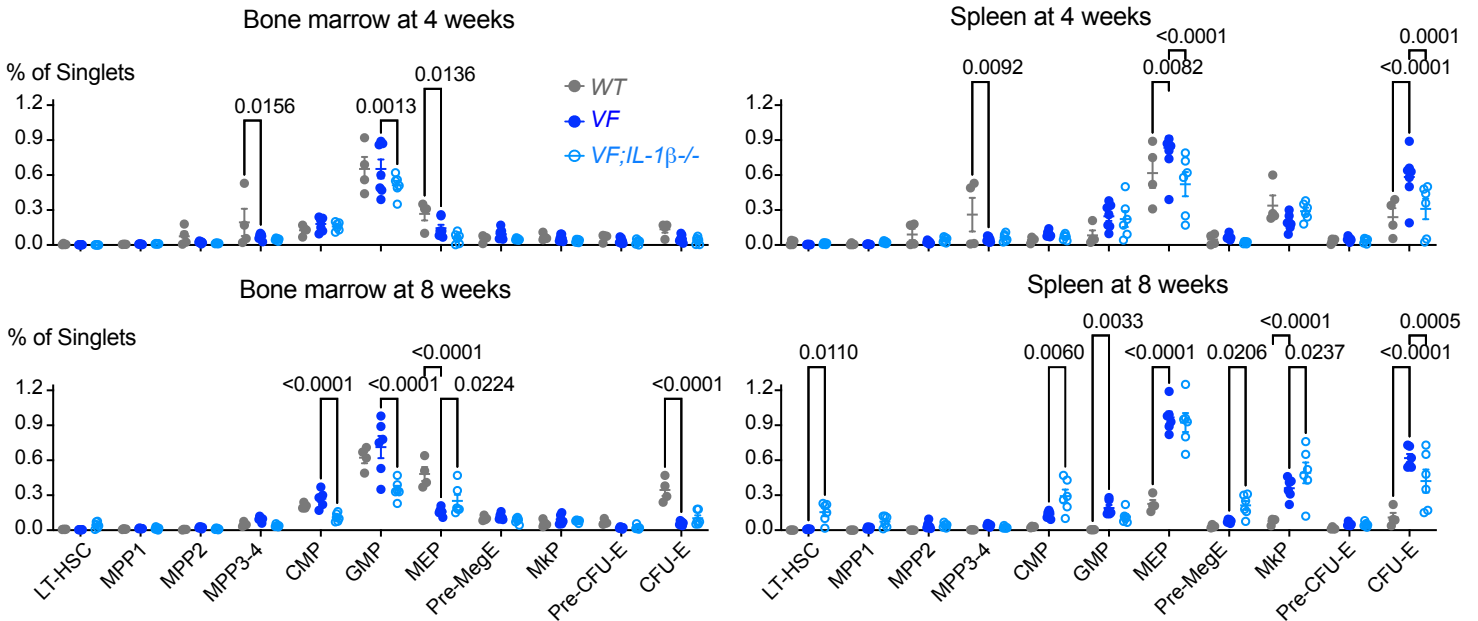 Bone marrow at 4 weeks
% of Singlets
1.2
0.9
0.6
0.3
0.0
0.0156
0.0013
0.0136
WT
VF
VF;IL-1β-/-
Spleen at 4 weeks
1.2
0.9
0.6
0.3
0.0
0.0092
<0.0001
0.0082
0.0001
<0.0001
Bone marrow at 8 weeks
% of Singlets
1.2
0.9
0.6
0.3
0.0
<0.0001
<0.0001
<0.0001
0.0224
<0.0001
LT-HSC
MPP1
MPP2
MPP3-4
CMP
GMP
MEP
Pre-MegE
MkP
Pre-CFU-E
CFU-E
Spleen at 8 weeks
1.2
0.9
0.6
0.3
0.0
0.0110
0.0060
0.0033
<0.0001
0.0206
<0.0001
0.0237
0.0005
<0.0001
LT-HSC
MPP1
MPP2
MPP3-4
CMP
GMP
MEP
Pre-MegE
MkP
Pre-CFU-E
CFU-E